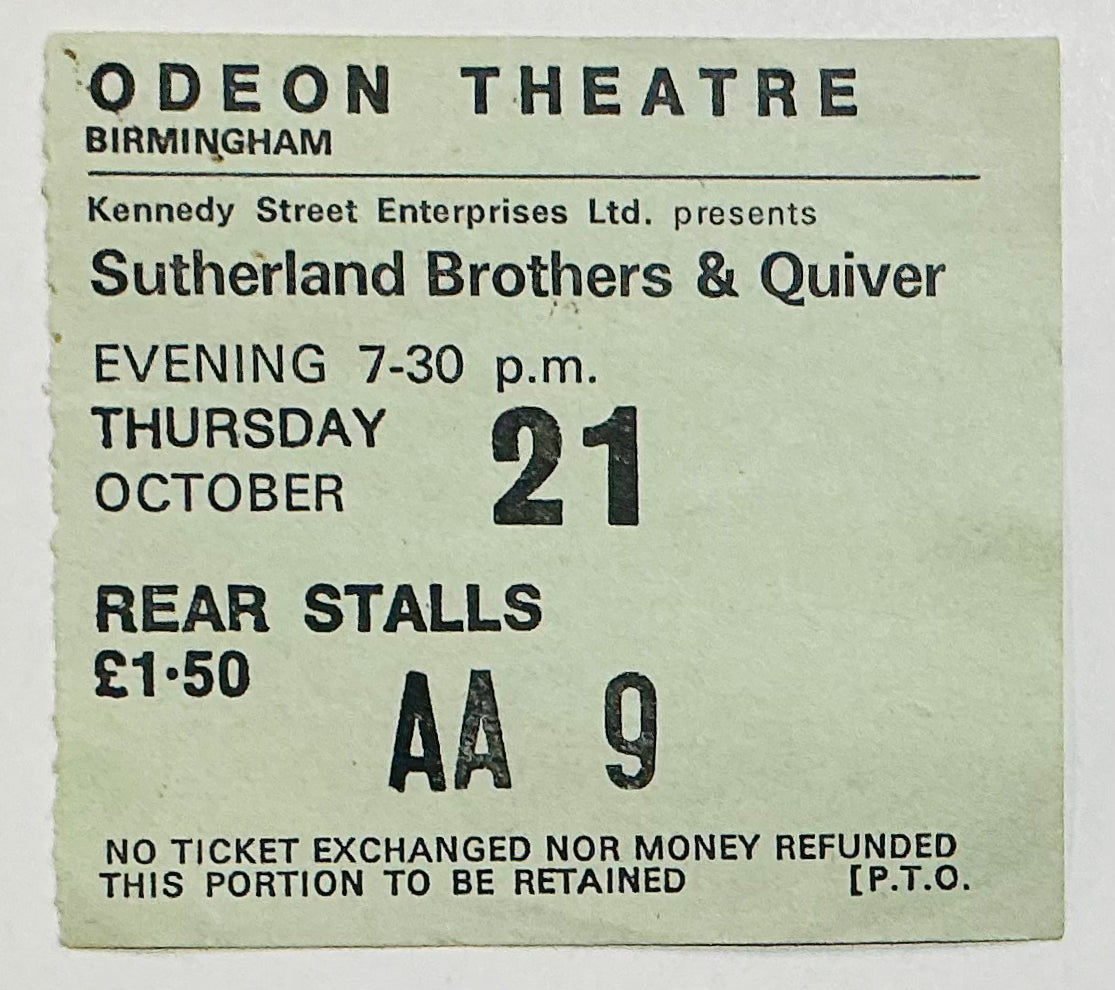 ODEON THEATRE
BIRMINGHAM
Kennedy Street Enterprises Ltd. presents
Sutherland Brothers & Quiver
EVENING 7-30 p.m.
THURSDAY 21
OCTOBER
REAR STALLS
£1·50
AA 9
NO TICKET EXCHANGED NOR MONEY REFUNDED
THIS PORTION TO BE RETAINED [P.T.O.